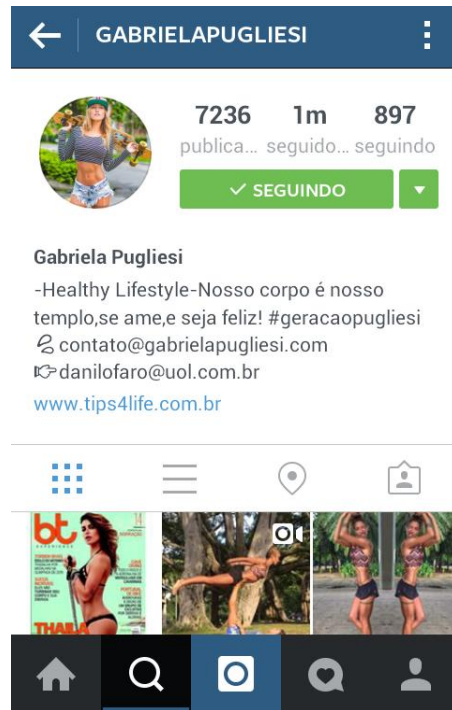 GABRIELAPUGLIESI
7236 1m 897
publica... seguido... seguindo
SEGUINDO
Gabriela Pugliesi
-Healthy Lifestyle-Nosso corpo é nosso
templo,se ame,e seja feliz! #geracaopugliesi
contato@gabrielapugliesi.com
danilofaro@uol.com.br
www.tips4life.com.br
bt
THAILA